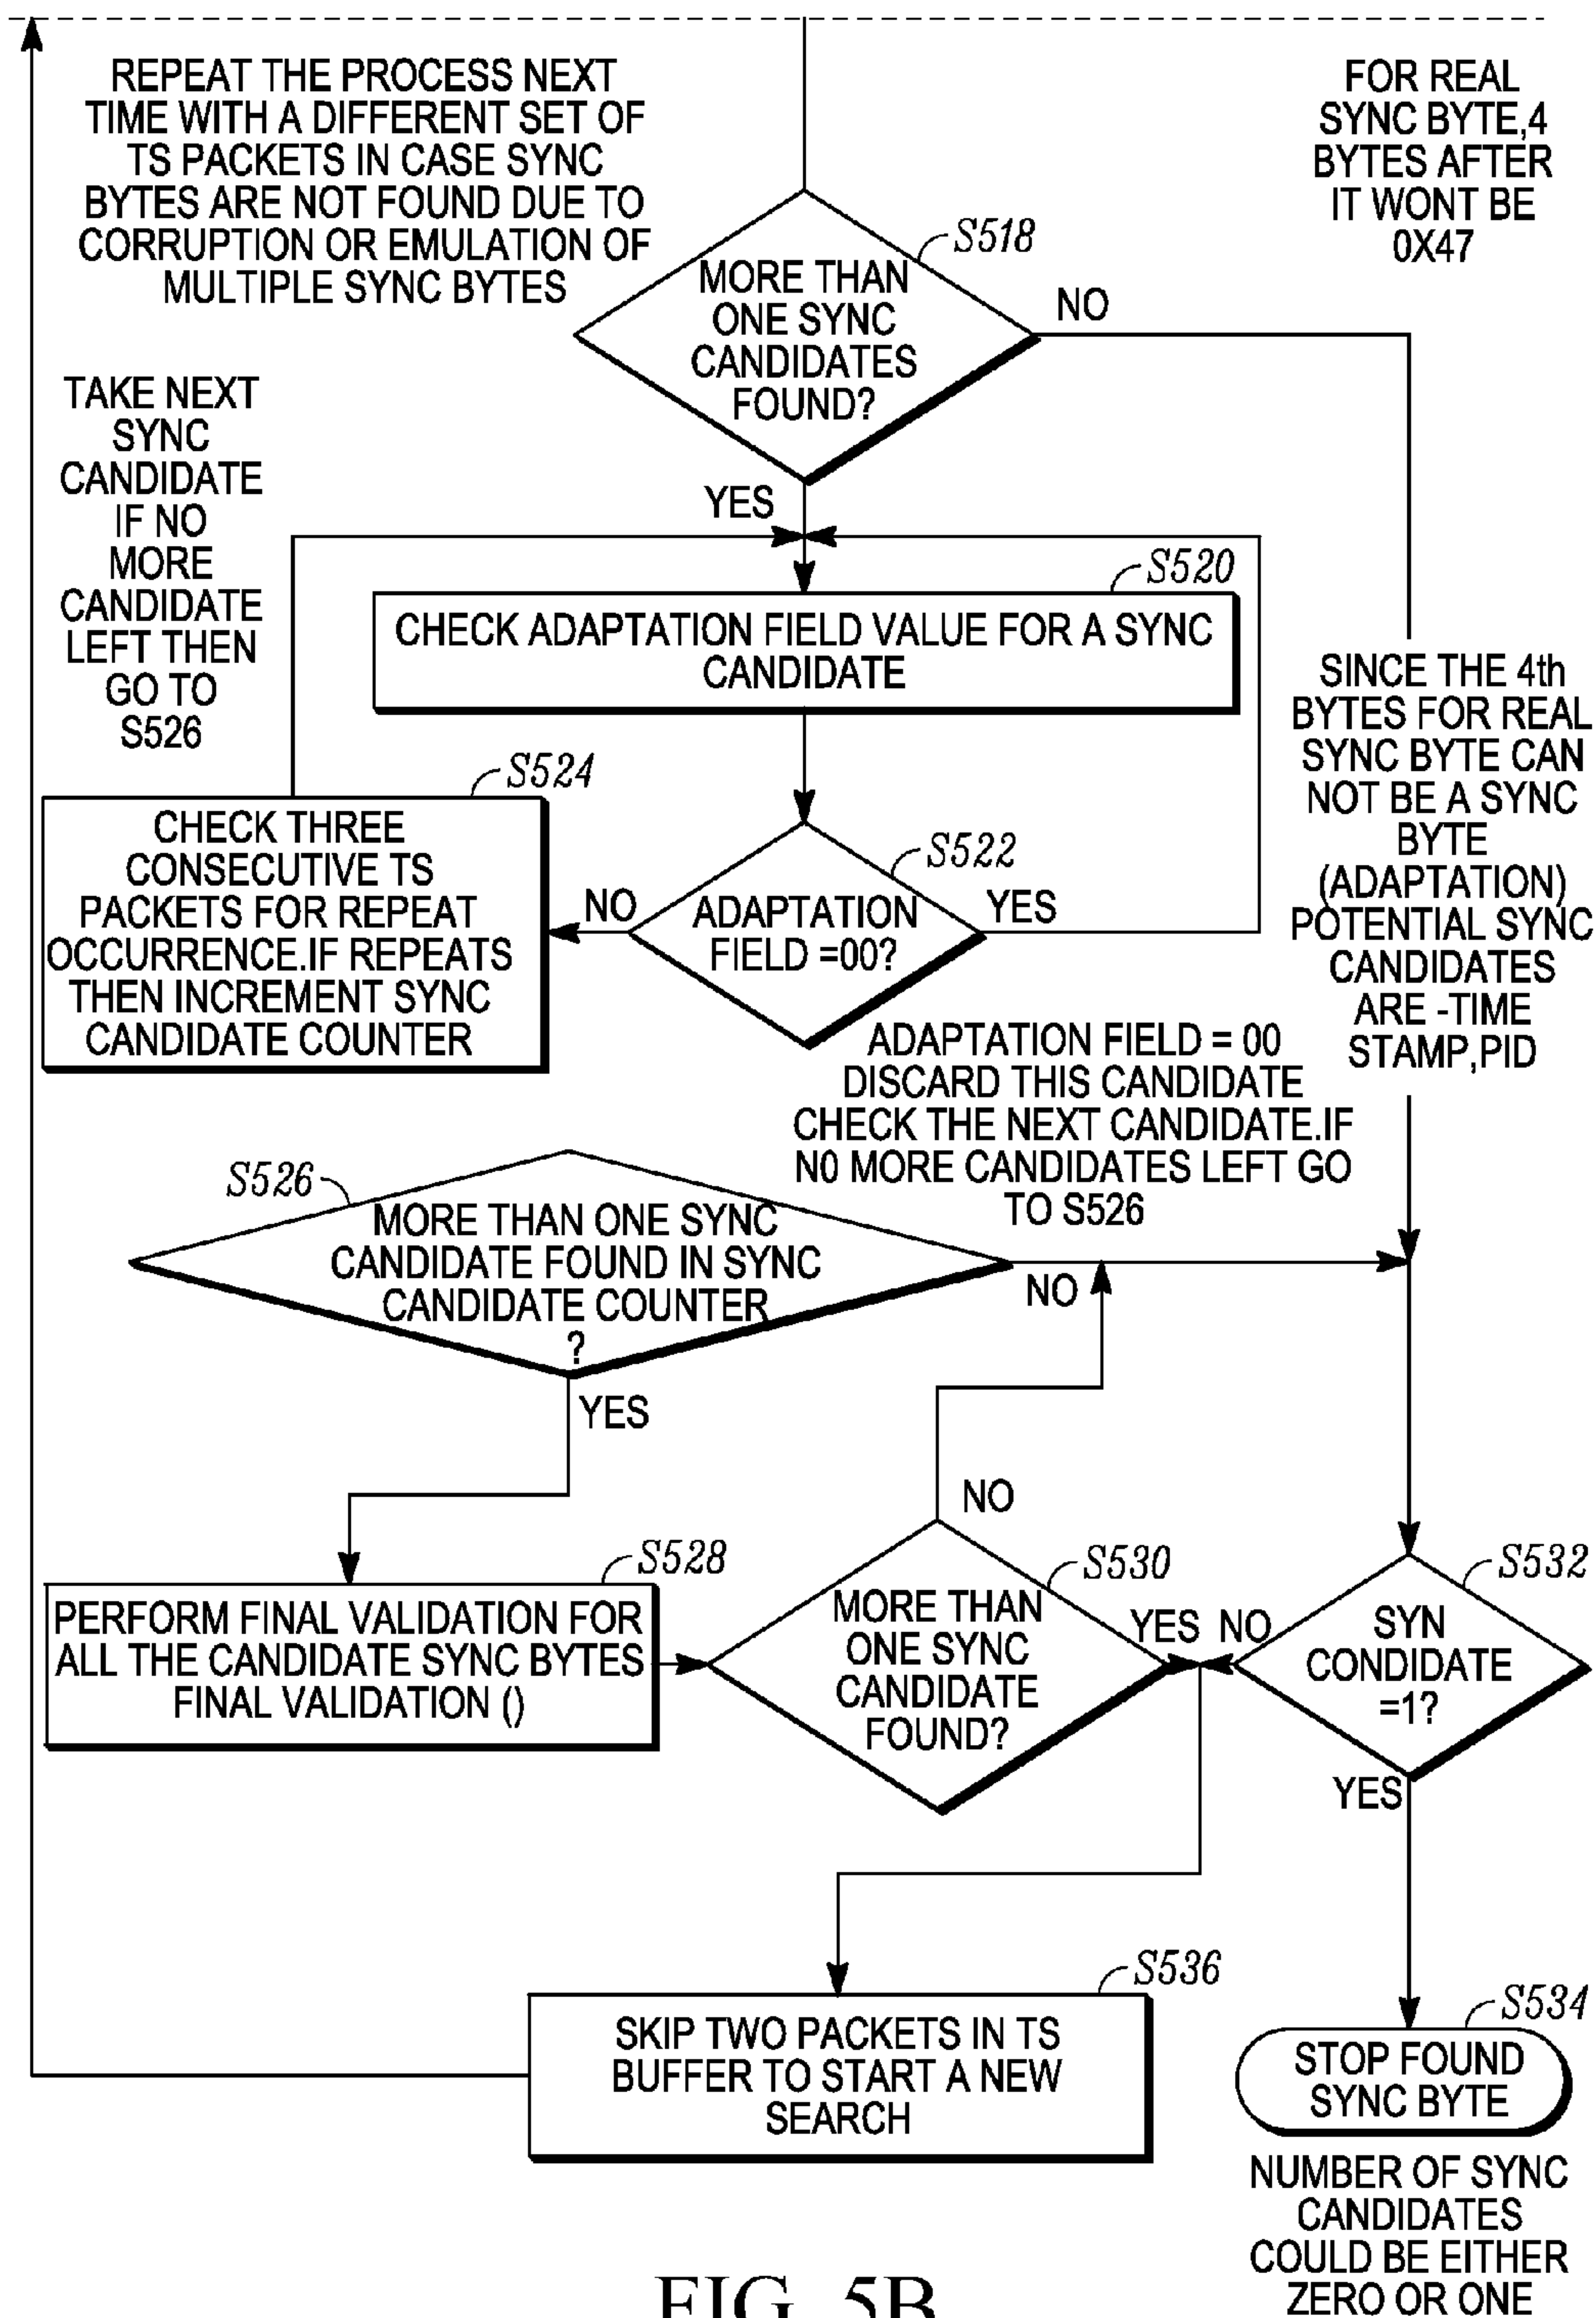 REPEAT THE PROCESS NEXT
TIME WITH A DIFFERENT SET OF
TS PACKETS IN CASE SYNC
BYTES ARE NOT FOUND DUE TO
CORRUPTION OR EMULATION OF
MULTIPLE SYNC BYTES
FOR REAL
SYNC BYTE,4
BYTES AFTER
IT WONT BE
0X47
S518
MORE THAN
ONE SYNC
CANDIDATES
FOUND?
NO
YES
TAKE NEXT
SYNC
CANDIDATE
IF NO
MORE
CANDIDATE
LEFT THEN
GO TO
S526
S520
CHECK ADAPTATION FIELD VALUE FOR A SYNC
CANDIDATE
SINCE THE 4th
BYTES FOR REAL
SYNC BYTE CAN
NOT BE A SYNC
BYTE
(ADAPTATION)
POTENTIAL SYNC
CANDIDATES
ARE -TIME
STAMP,PID
S524
CHECK THREE
CONSECUTIVE TS
PACKETS FOR REPEAT
OCCURRENCE.IF REPEATS
THEN INCREMENT SYNC
CANDIDATE COUNTER
S522
NO
ADAPTATION
FIELD =00?
YES
ADAPTATION FIELD = 00
DISCARD THIS CANDIDATE
CHECK THE NEXT CANDIDATE.IF
N0 MORE CANDIDATES LEFT GO
TO S526
S526
MORE THAN ONE SYNC
CANDIDATE FOUND IN SYNC
CANDIDATE COUNTER
?
NO
YES
S528
PERFORM FINAL VALIDATION FOR
ALL THE CANDIDATE SYNC BYTES
FINAL VALIDATION ()
NO
S530
MORE THAN
ONE SYNC
CANDIDATE
FOUND?
YES
NO
S532
SYN
CONDIDATE
=1?
YES
S536
SKIP TWO PACKETS IN TS
BUFFER TO START A NEW
SEARCH
S534
STOP FOUND
SYNC BYTE
NUMBER OF SYNC
CANDIDATES
COULD BE EITHER
ZERO OR ONE
FIG. 5B